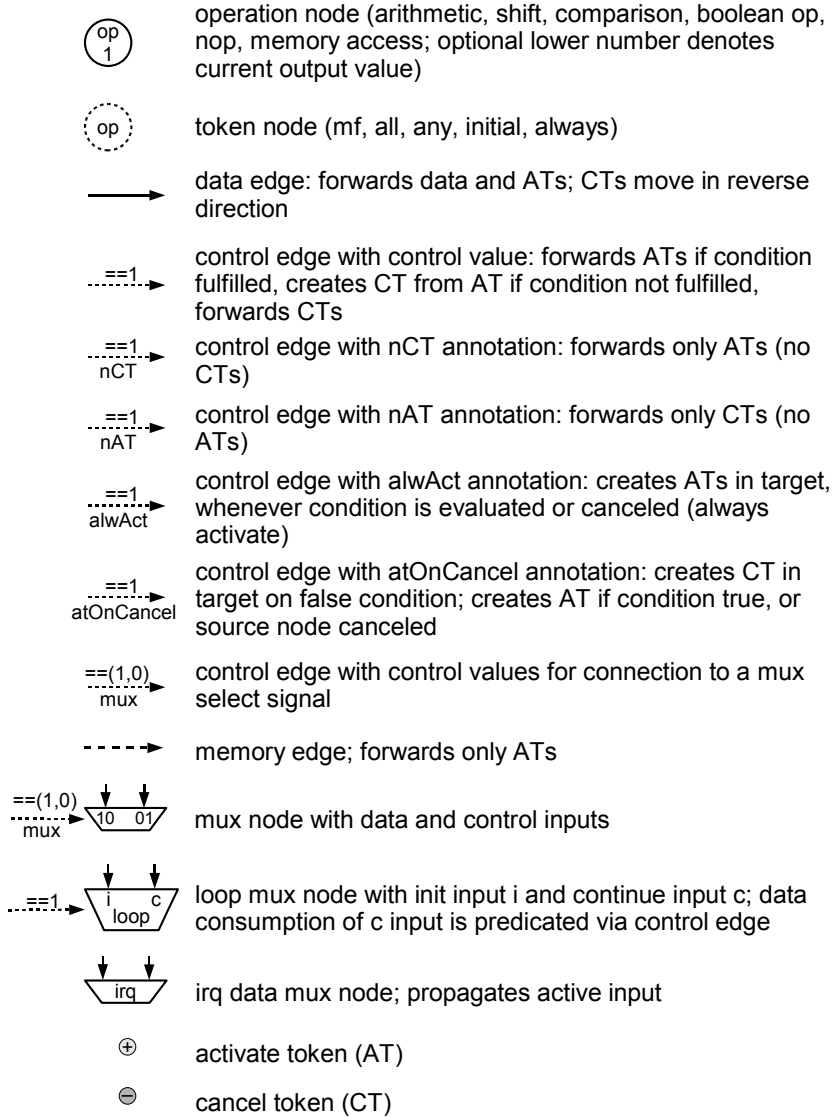 op
1
operation node (arithmetic, shift, comparison, boolean op,
nop, memory access; optional lower number denotes
current output value)
op
token node (mf, all, any, initial, always)
data edge: forwards data and ATs; CTs move in reverse
direction
==1
control edge with control value: forwards ATs if condition
fulfilled, creates CT from AT if condition not fulfilled,
forwards CTs
==1
nCT
control edge with nCT annotation: forwards only ATs (no
CTs)
==1
nAT
control edge with nAT annotation: forwards only CTs (no
ATs)
==1
alwAct
control edge with alwAct annotation: creates ATs in target,
whenever condition is evaluated or canceled (always
activate)
==1
atOnCancel
control edge with atOnCancel annotation: creates CT in
target on false condition; creates AT if condition true, or
source node canceled
==(1,0)
mux
control edge with control values for connection to a mux
select signal
memory edge; forwards only ATs
==(1,0)
mux
10 01
mux node with data and control inputs
==1
i c
loop
loop mux node with init input i and continue input c; data
consumption of c input is predicated via control edge
irq
irq data mux node; propagates active input
+
activate token (AT)
−
cancel token (CT)